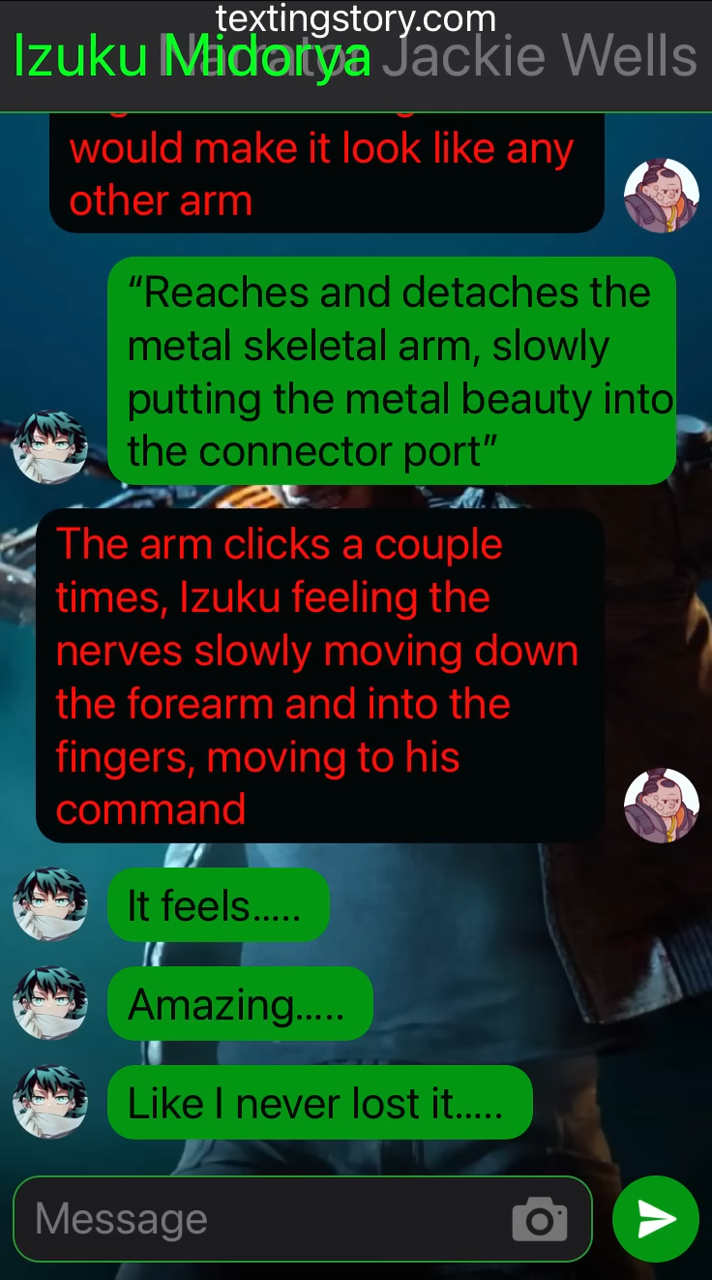 textingstory.com
Izuku Midorya Narrator Jackie Wells
would make it look like any
other arm
“Reaches and detaches the
metal skeletal arm, slowly
putting the metal beauty into
the connector port”
The arm clicks a couple
times, Izuku feeling the
nerves slowly moving down
the forearm and into the
fingers, moving to his
command
It feels.....
Amazing.....
Like I never lost it.....
Message